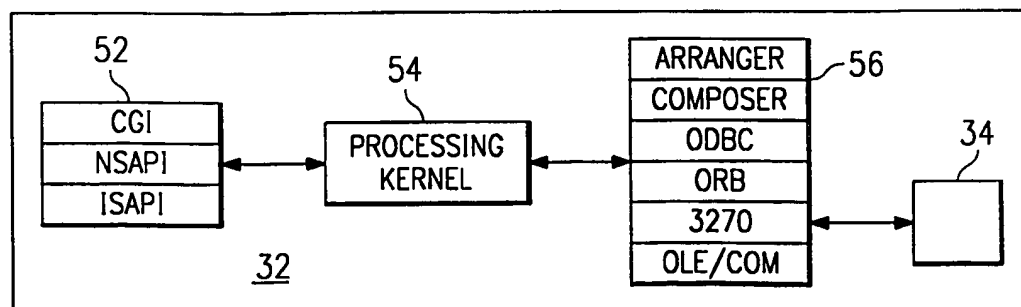 52
CGI
NSAPI
ISAPI
54
PROCESSING
KERNEL
56
ARRANGER
COMPOSER
ODBC
ORB
3270
OLE/COM
34
32